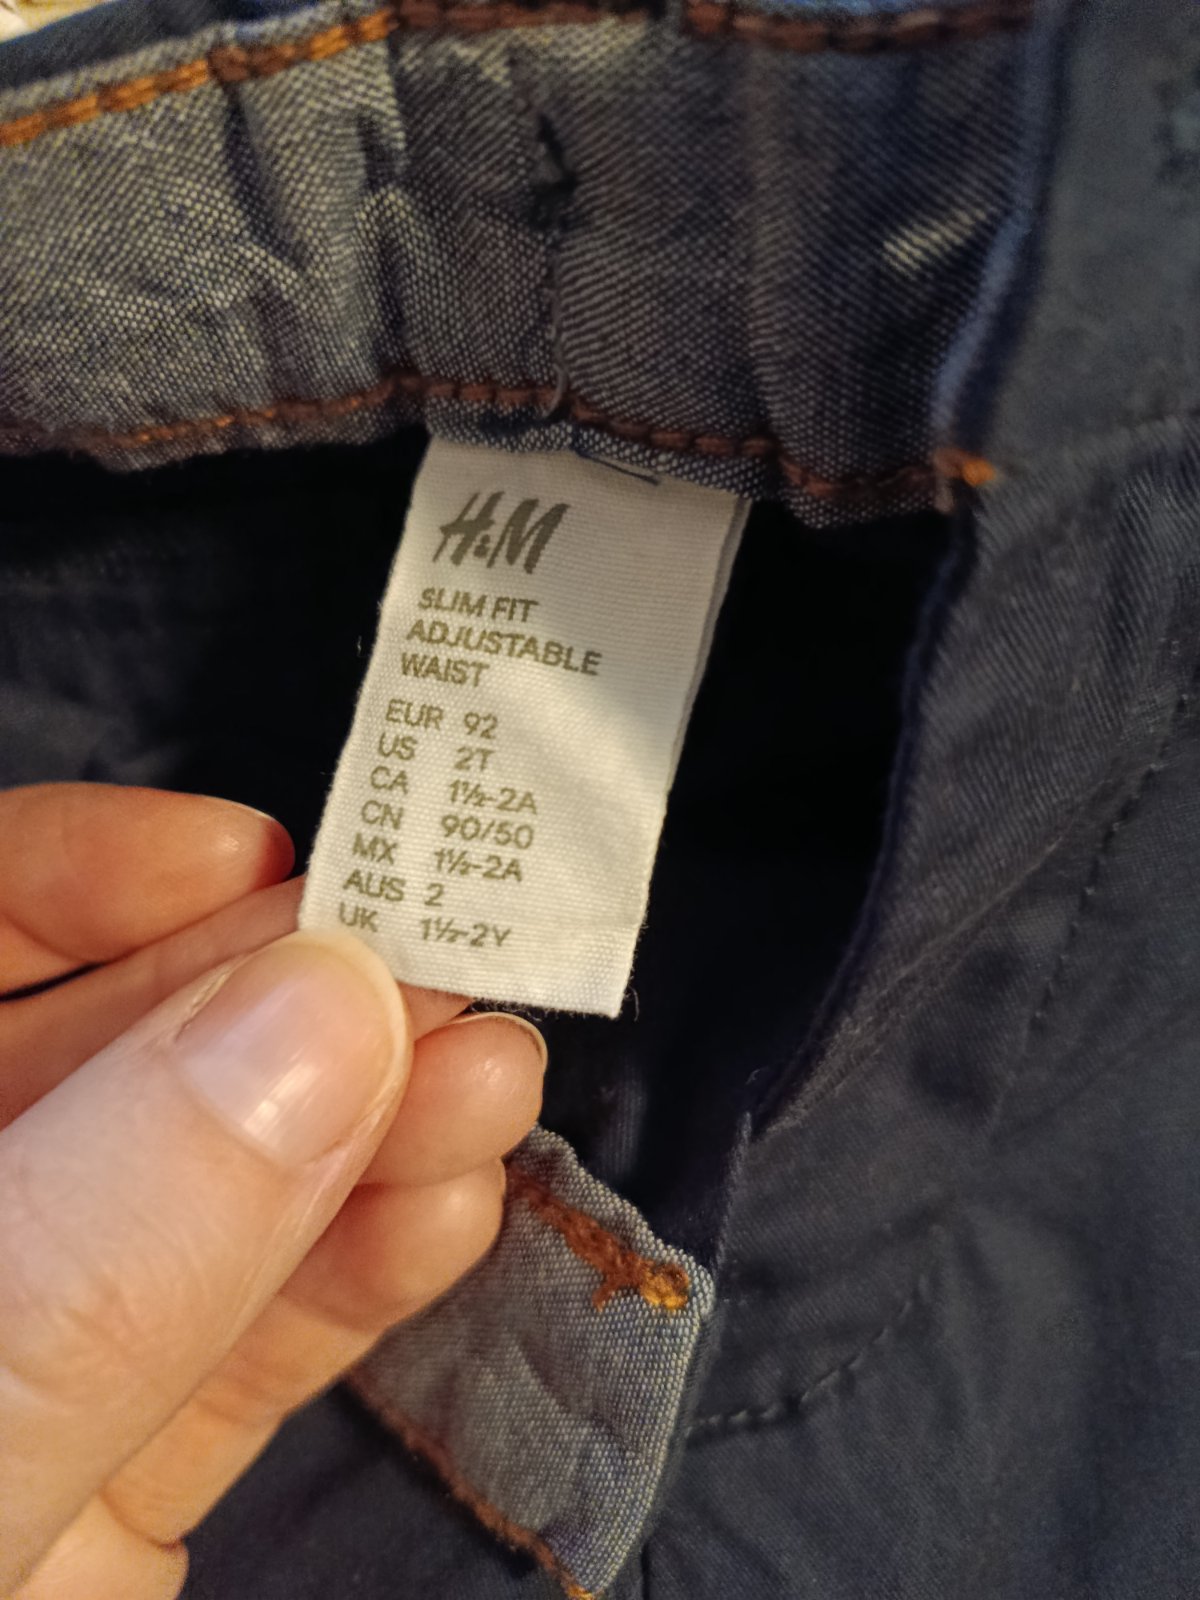 H&M
SLIM FIT
ADJUSTABLE
WAIST
EUR 92
US 2T
CA 1½-2A
CN 90/50
MX 1½-2A
AUS 2
UK 1½-2Y